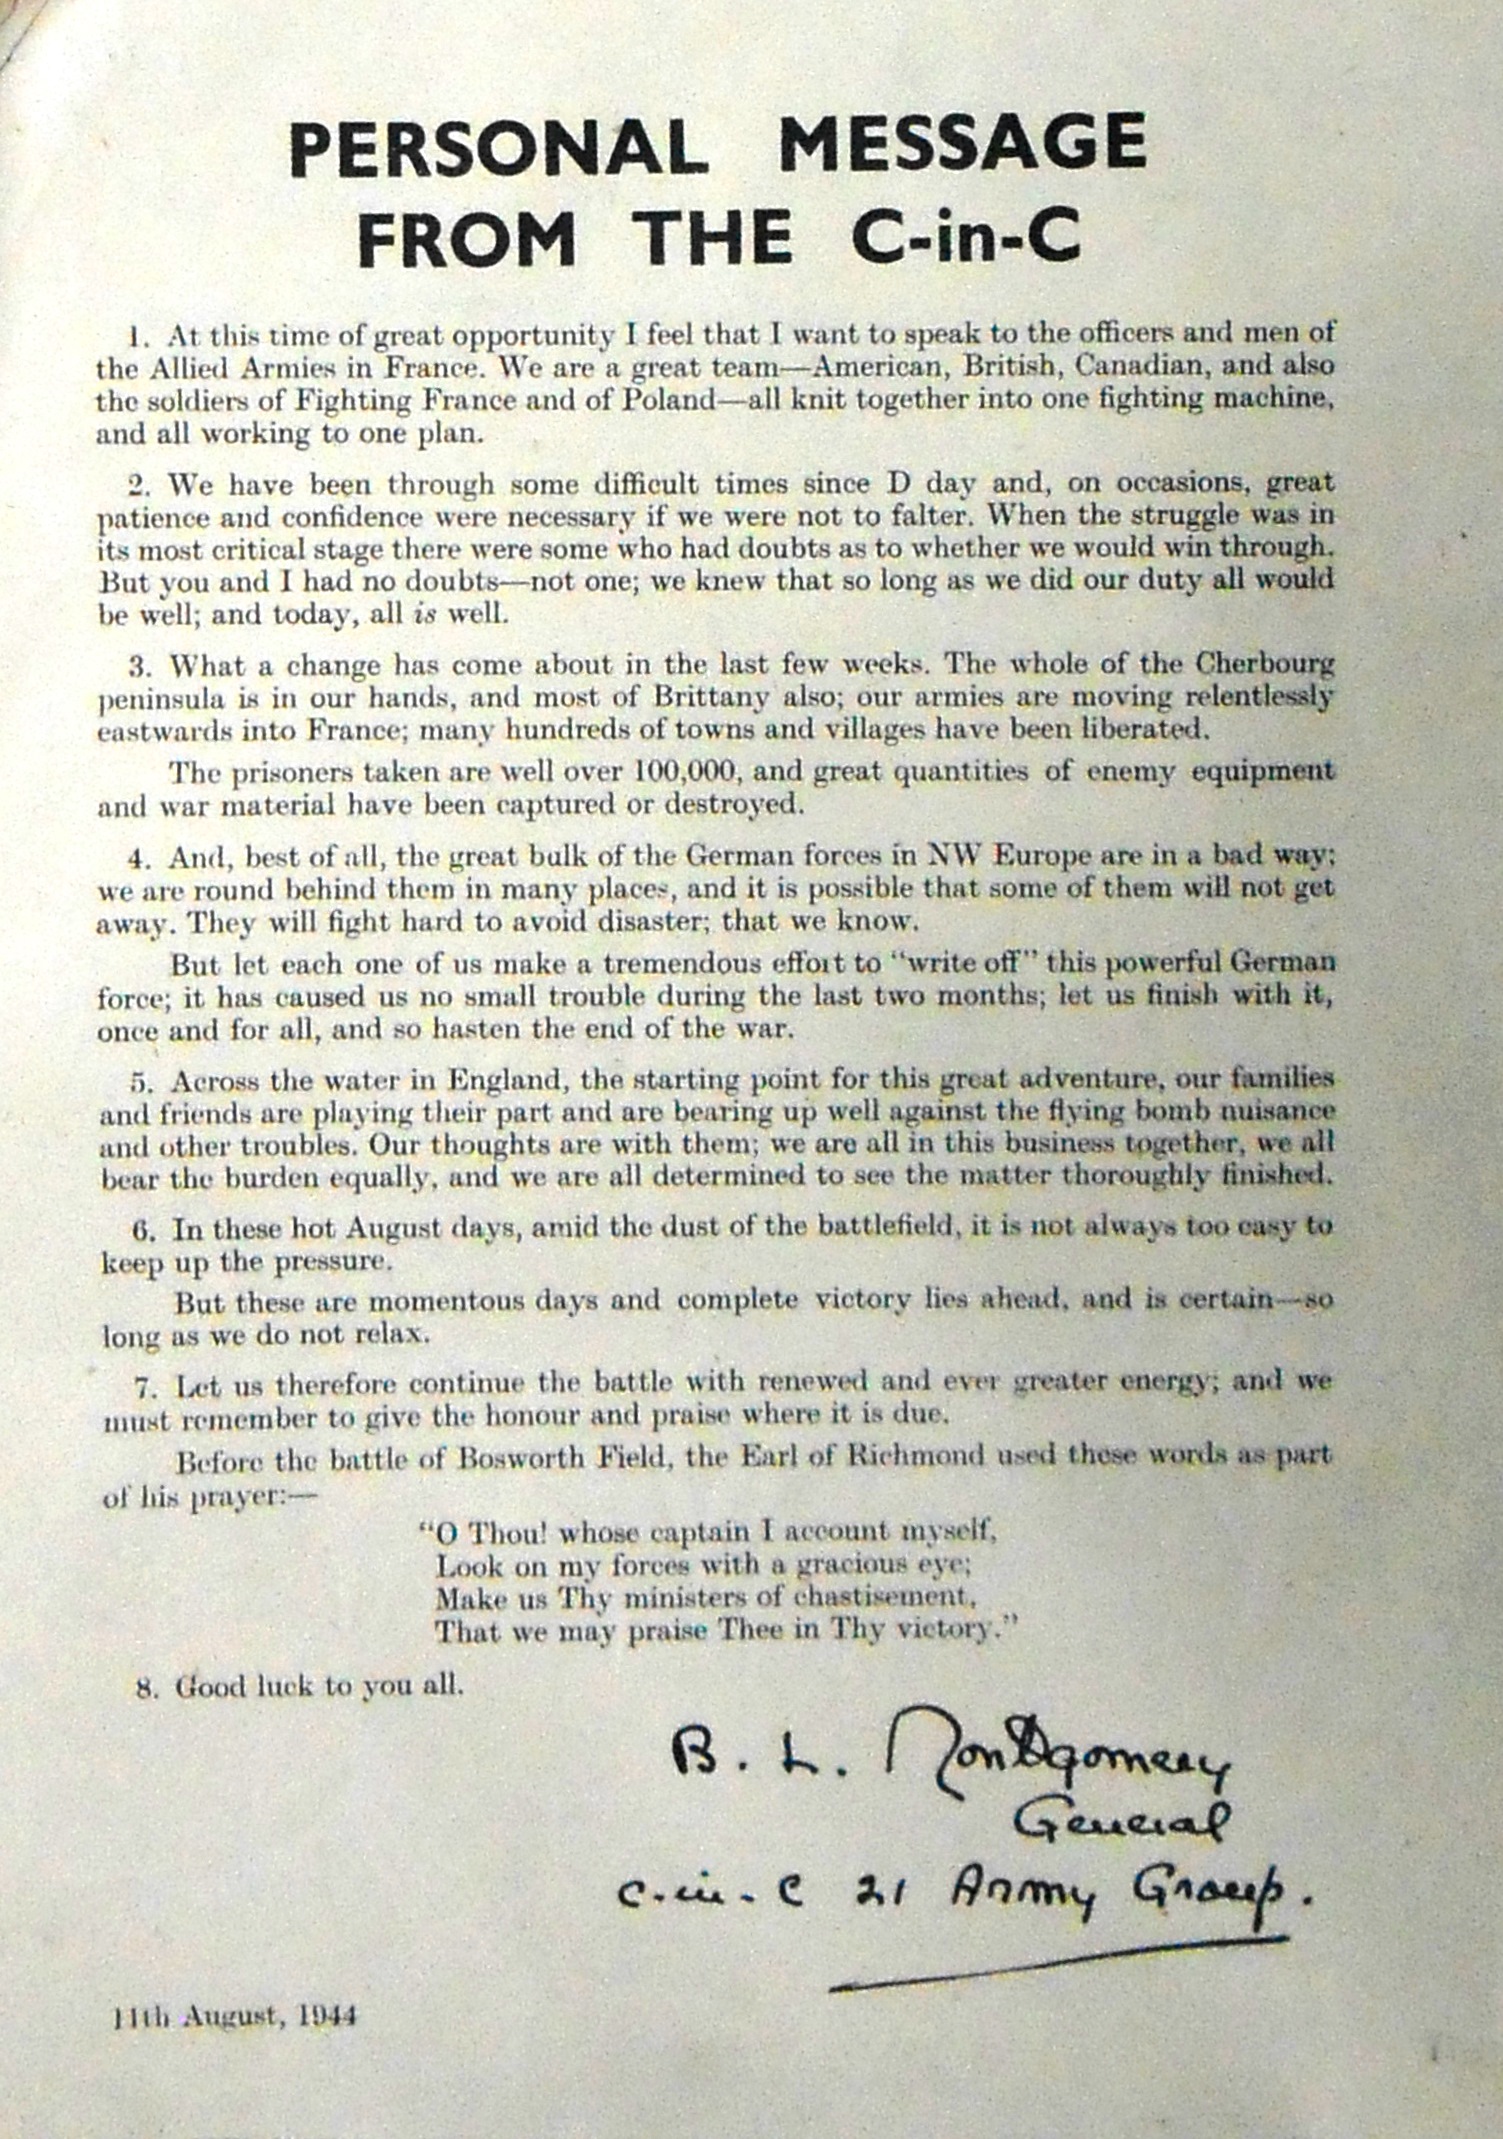 PERSONAL MESSAGE
FROM THE C-in-C
1. At this time of great opportunity I feel that I want to speak to the officers and men of
the Allied Armies in France. We are a great team—American, British, Canadian, and also
the soldiers of Fighting France and of Poland—all knit together into one fighting machine,
and all working to one plan.
2. We have been through some difficult times since D day and, on occasions, great
patience and confidence were necessary if we were not to falter. When the struggle was in
its most critical stage there were some who had doubts as to whether we would win through.
But you and I had no doubts—not one; we knew that so long as we did our duty all would
be well; and today, all is well.
3. What a change has come about in the last few weeks. The whole of the Cherbourg
peninsula is in our hands, and most of Brittany also; our armies are moving relentlessly
eastwards into France; many hundreds of towns and villages have been liberated.
The prisoners taken are well over 100,000, and great quantities of enemy equipment
and war material have been captured or destroyed.
4. And, best of all, the great bulk of the German forces in NW Europe are in a bad way;
we are round behind them in many places, and it is possible that some of them will not get
away. They will fight hard to avoid disaster; that we know.
But let each one of us make a tremendous effort to "write off" this powerful German
force; it has caused us no small trouble during the last two months; let us finish with it,
once and for all, and so hasten the end of the war.
5. Across the water in England, the starting point for this great adventure, our families
and friends are playing their part and are bearing up well against the flying bomb nuisance
and other troubles. Our thoughts are with them; we are all in this business together, we all
bear the burden equally, and we are all determined to see the matter thoroughly finished.
6. In these hot August days, amid the dust of the battlefield, it is not always too easy to
keep up the pressure.
But these are momentous days and complete victory lies ahead, and is certain—so
long as we do not relax.
7. Let us therefore continue the battle with renewed and ever greater energy; and we
must remember to give the honour and praise where it is due.
Before the battle of Bosworth Field, the Earl of Richmond used these words as part
of his prayer:—
"O Thou! whose captain I account myself,
Look on my forces with a gracious eye;
Make us Thy ministers of chastisement,
That we may praise Thee in Thy victory."
8. Good luck to you all.
B. L. Montgomery
General
C-in-C 21 Army Group.
11th August, 1944